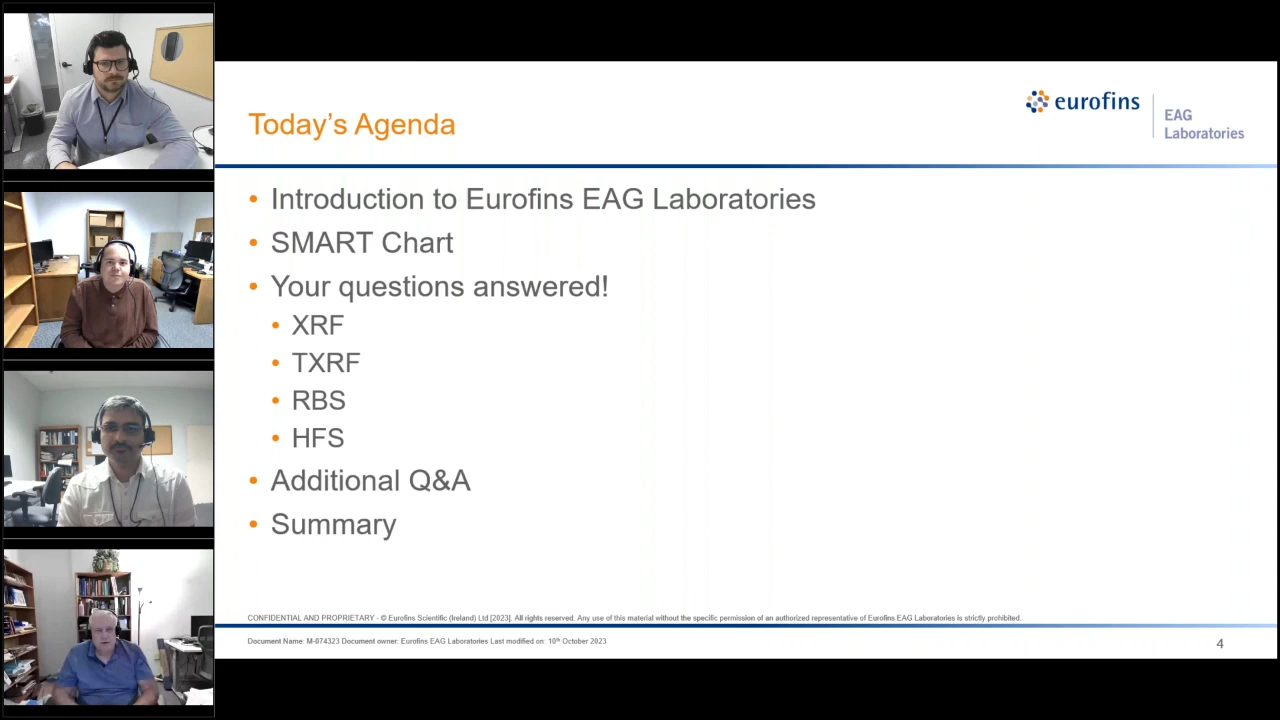 Today's Agenda
eurofins
EAG
Laboratories
• Introduction to Eurofins EAG Laboratories
• SMART Chart
• Your questions answered!
• XRF
• TXRF
• RBS
• HFS
• Additional Q&A
• Summary
CONFIDENTIAL AND PROPRIETARY - © Eurofins Scientific (Ireland) Ltd [2023]. All rights reserved. Any use of this material without the specific permission of an authorized representative of Eurofins EAG Laboratories is strictly prohibited.
Document Name: M-074323 Document owner: Eurofins EAG Laboratories Last modified on: 10th October 2023
4